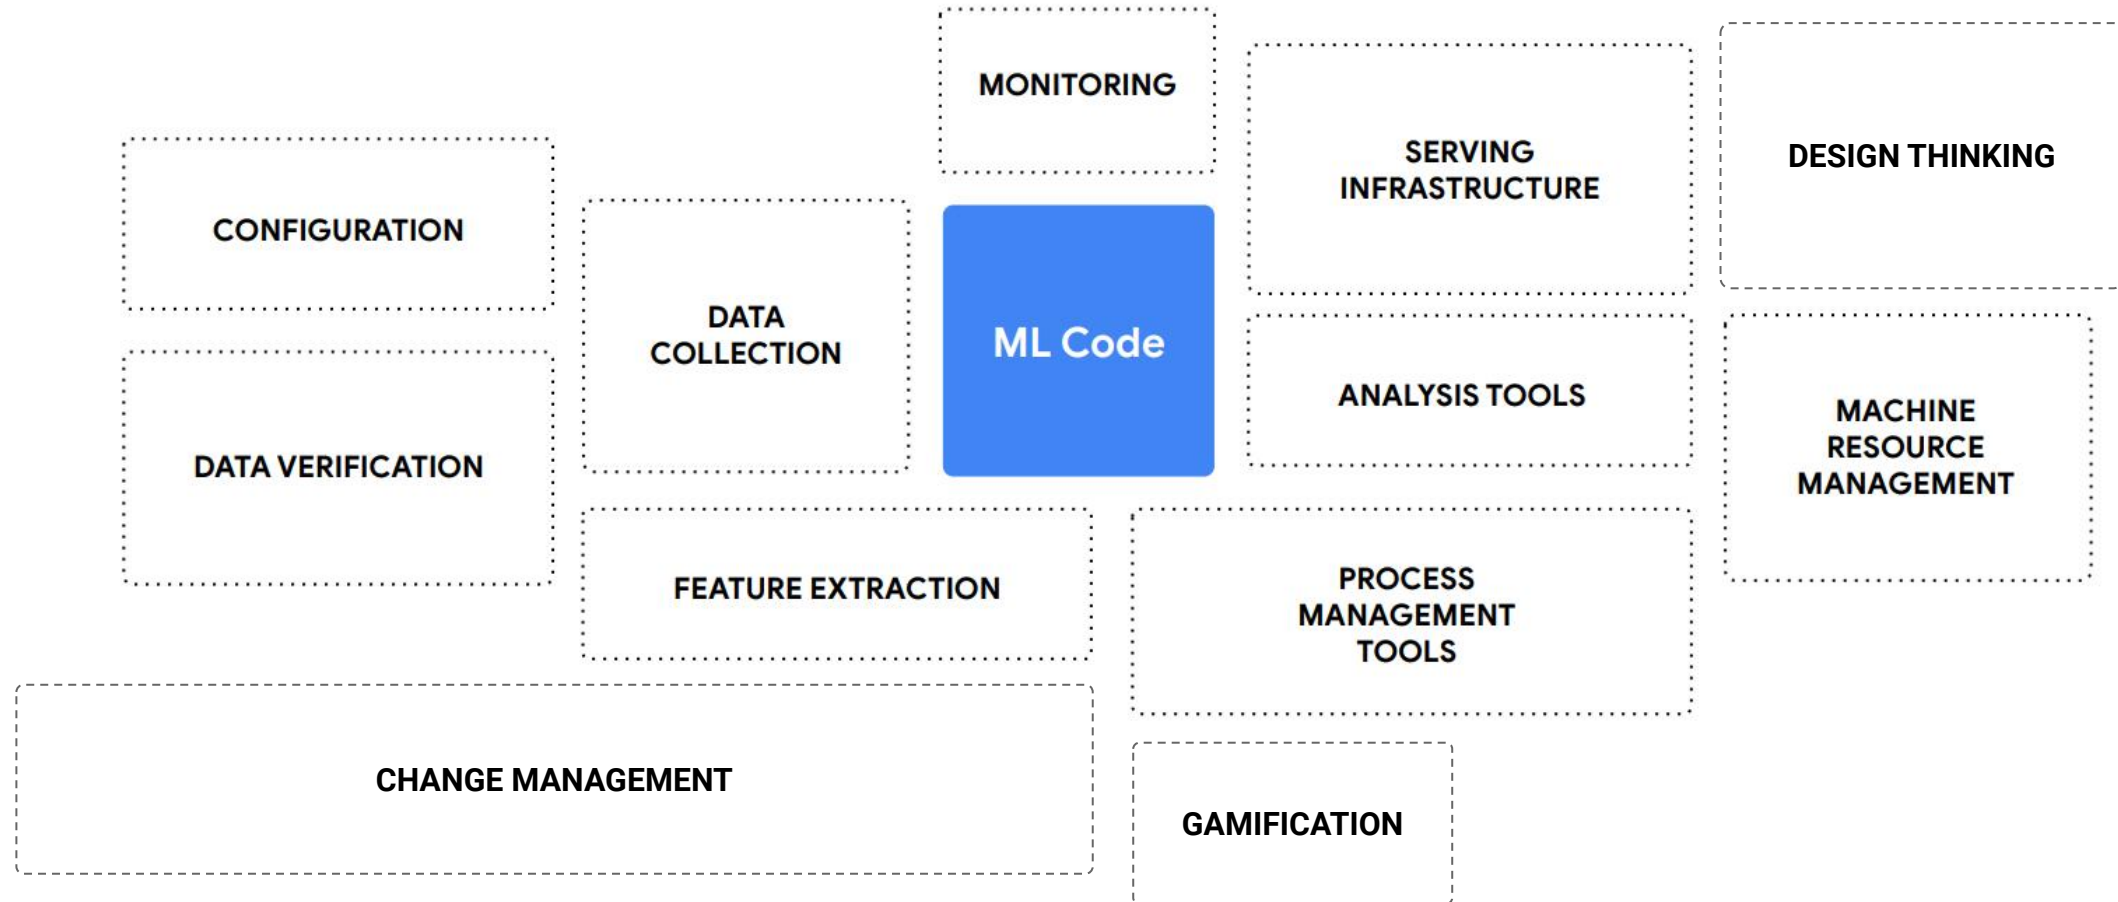 MONITORING
SERVING
INFRASTRUCTURE
DESIGN THINKING
CONFIGURATION
DATA
COLLECTION
ML Code
ANALYSIS TOOLS
MACHINE
RESOURCE
MANAGEMENT
DATA VERIFICATION
FEATURE EXTRACTION
PROCESS
MANAGEMENT
TOOLS
CHANGE MANAGEMENT
GAMIFICATION